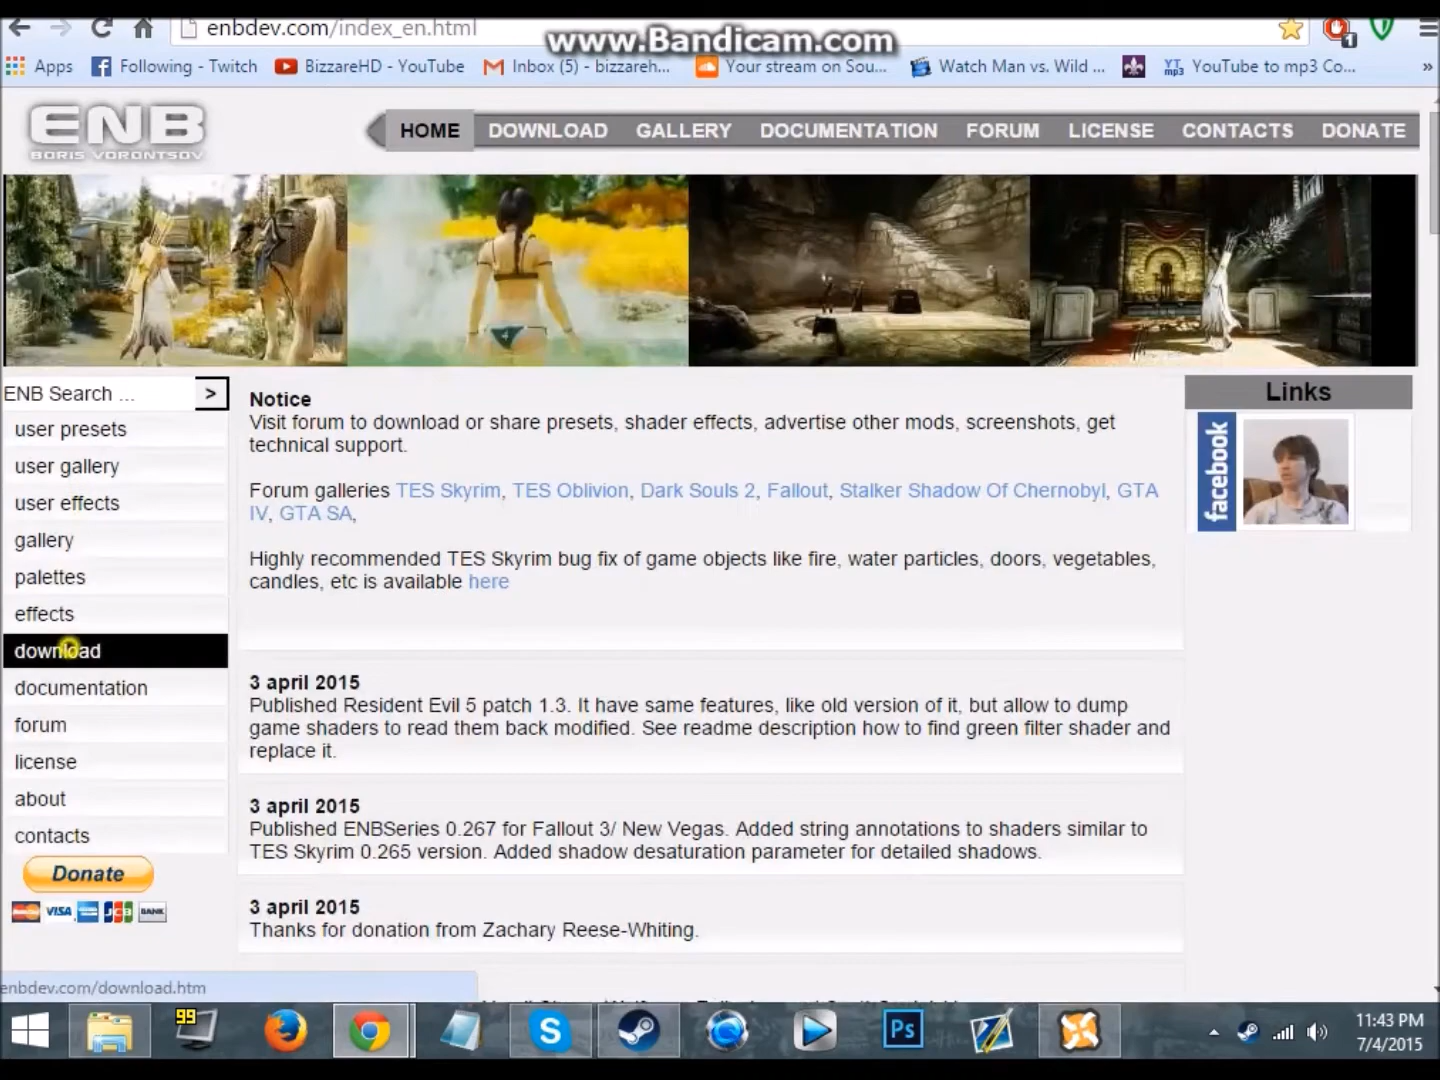 enbdev.com/index_en.html
www.Bandicam.com
1
Apps
Following - Twitch
BizzareHD - YouTube
Inbox (5) - bizzareh...
Your stream on Sou...
Watch Man vs. Wild ...
YT mp3
YouTube to mp3 Co...
»
ENB
BORIS VORONTSOV
HOME
DOWNLOAD
GALLERY
DOCUMENTATION
FORUM
LICENSE
CONTACTS
DONATE
ENB Search ...
>
user presets
user gallery
user effects
gallery
palettes
effects
download
documentation
forum
license
about
contacts
Donate
VISA
JCB
BANK
Notice
Visit forum to download or share presets, shader effects, advertise other mods, screenshots, get
technical support.
Forum galleries TES Skyrim, TES Oblivion, Dark Souls 2, Fallout, Stalker Shadow Of Chernobyl, GTA
IV, GTA SA,
Highly recommended TES Skyrim bug fix of game objects like fire, water particles, doors, vegetables,
candles, etc is available here
3 april 2015
Published Resident Evil 5 patch 1.3. It have same features, like old version of it, but allow to dump
game shaders to read them back modified. See readme description how to find green filter shader and
replace it.
3 april 2015
Published ENBSeries 0.267 for Fallout 3/ New Vegas. Added string annotations to shaders similar to
TES Skyrim 0.265 version. Added shadow desaturation parameter for detailed shadows.
3 april 2015
Thanks for donation from Zachary Reese-Whiting.
Links
facebook
enbdev.com/download.htm
99
Ps
11:43 PM
7/4/2015